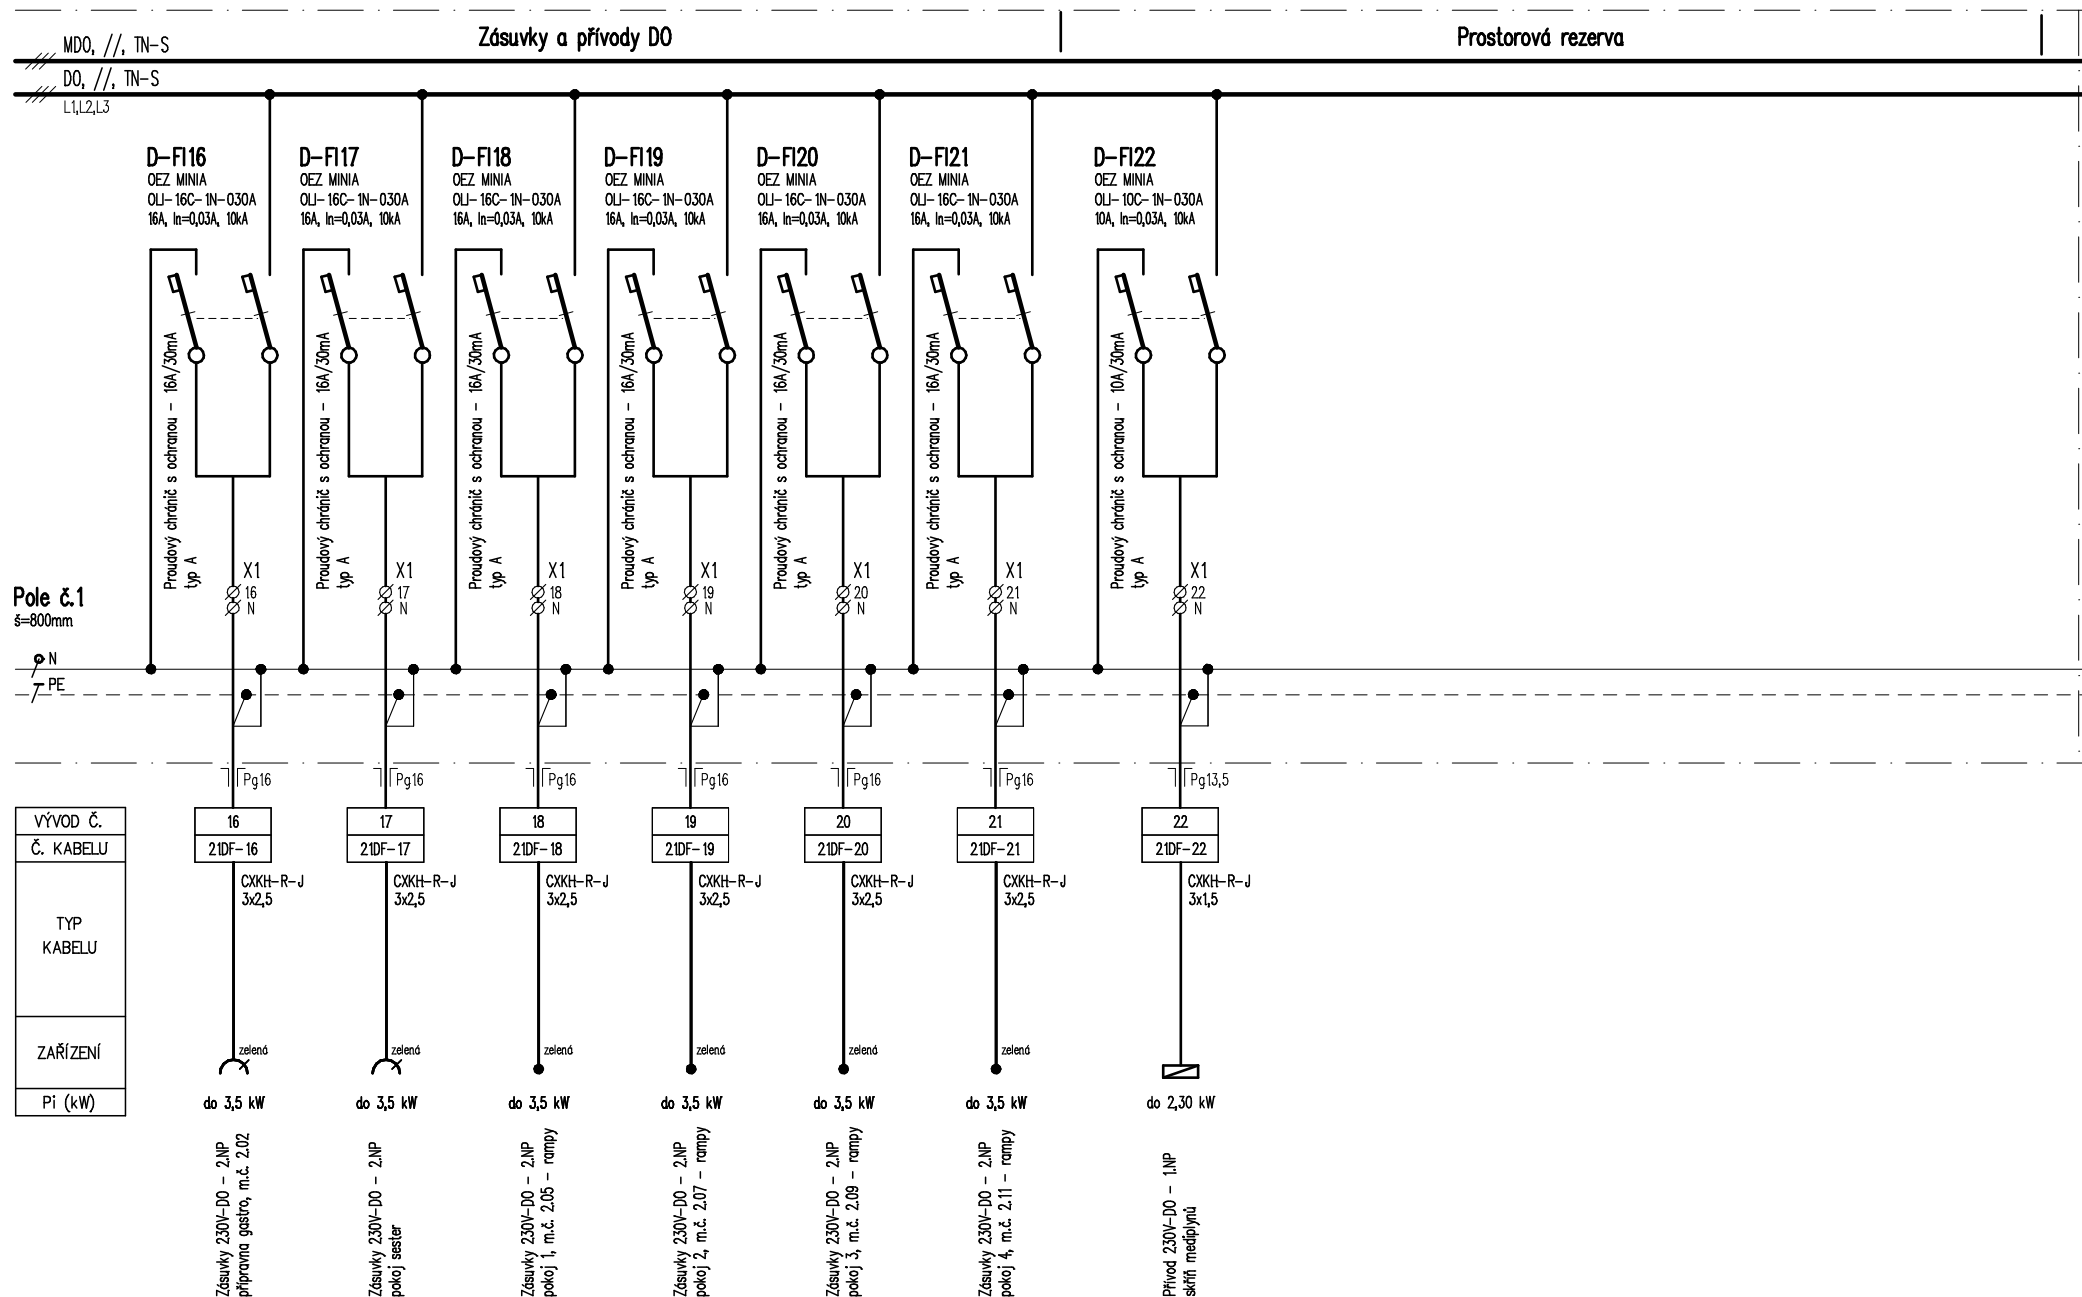 Zásuvky a přívody DO
Prostorová rezerva
MDO, //, TN-S
DO, //, TN-S
L1,L2,L3
D-FI16
OEZ MINIA
OLI-16C-1N-030A
16A, In=0,03A, 10kA
D-FI17
OEZ MINIA
OLI-16C-1N-030A
16A, In=0,03A, 10kA
D-FI18
OEZ MINIA
OLI-16C-1N-030A
16A, In=0,03A, 10kA
D-FI19
OEZ MINIA
OLI-16C-1N-030A
16A, In=0,03A, 10kA
D-FI20
OEZ MINIA
OLI-16C-1N-030A
16A, In=0,03A, 10kA
D-FI21
OEZ MINIA
OLI-16C-1N-030A
16A, In=0,03A, 10kA
D-FI22
OEZ MINIA
OLI-10C-1N-030A
10A, In=0,03A, 10kA
Proudový chránič s ochranou - 16A/30mA
typ A
Proudový chránič s ochranou - 16A/30mA
typ A
Proudový chránič s ochranou - 16A/30mA
typ A
Proudový chránič s ochranou - 16A/30mA
typ A
Proudový chránič s ochranou - 16A/30mA
typ A
Proudový chránič s ochranou - 16A/30mA
typ A
Proudový chránič s ochranou - 10A/30mA
typ A
X1
16
N
X1
17
N
X1
18
N
X1
19
N
X1
20
N
X1
21
N
X1
22
N
Pole č.1
š=800mm
N
PE
Pg16
Pg16
Pg16
Pg16
Pg16
Pg16
Pg13,5
VÝVOD Č.
16
17
18
19
20
21
22
Č. KABELU
21DF-16
21DF-17
21DF-18
21DF-19
21DF-20
21DF-21
21DF-22
TYP
KABELU
CXKH-R-J
3x2,5
CXKH-R-J
3x2,5
CXKH-R-J
3x2,5
CXKH-R-J
3x2,5
CXKH-R-J
3x2,5
CXKH-R-J
3x2,5
CXKH-R-J
3x1,5
ZAŘÍZENÍ
zelená
zelená
zelená
zelená
zelená
zelená
Pi (kW)
do 3,5 kW
do 3,5 kW
do 3,5 kW
do 3,5 kW
do 3,5 kW
do 3,5 kW
do 2,30 kW
Zásuvky 230V-DO - 2.NP
přípravna gastro, m.č. 2.02
Zásuvky 230V-DO - 2.NP
pokoj sester
Zásuvky 230V-DO - 2.NP
pokoj 1, m.č. 2.05 - rampy
Zásuvky 230V-DO - 2.NP
pokoj 2, m.č. 2.07 - rampy
Zásuvky 230V-DO - 2.NP
pokoj 3, m.č. 2.09 - rampy
Zásuvky 230V-DO - 2.NP
pokoj 4, m.č. 2.11 - rampy
Přívod 230V-DO - 1.NP
skříň mediplynů